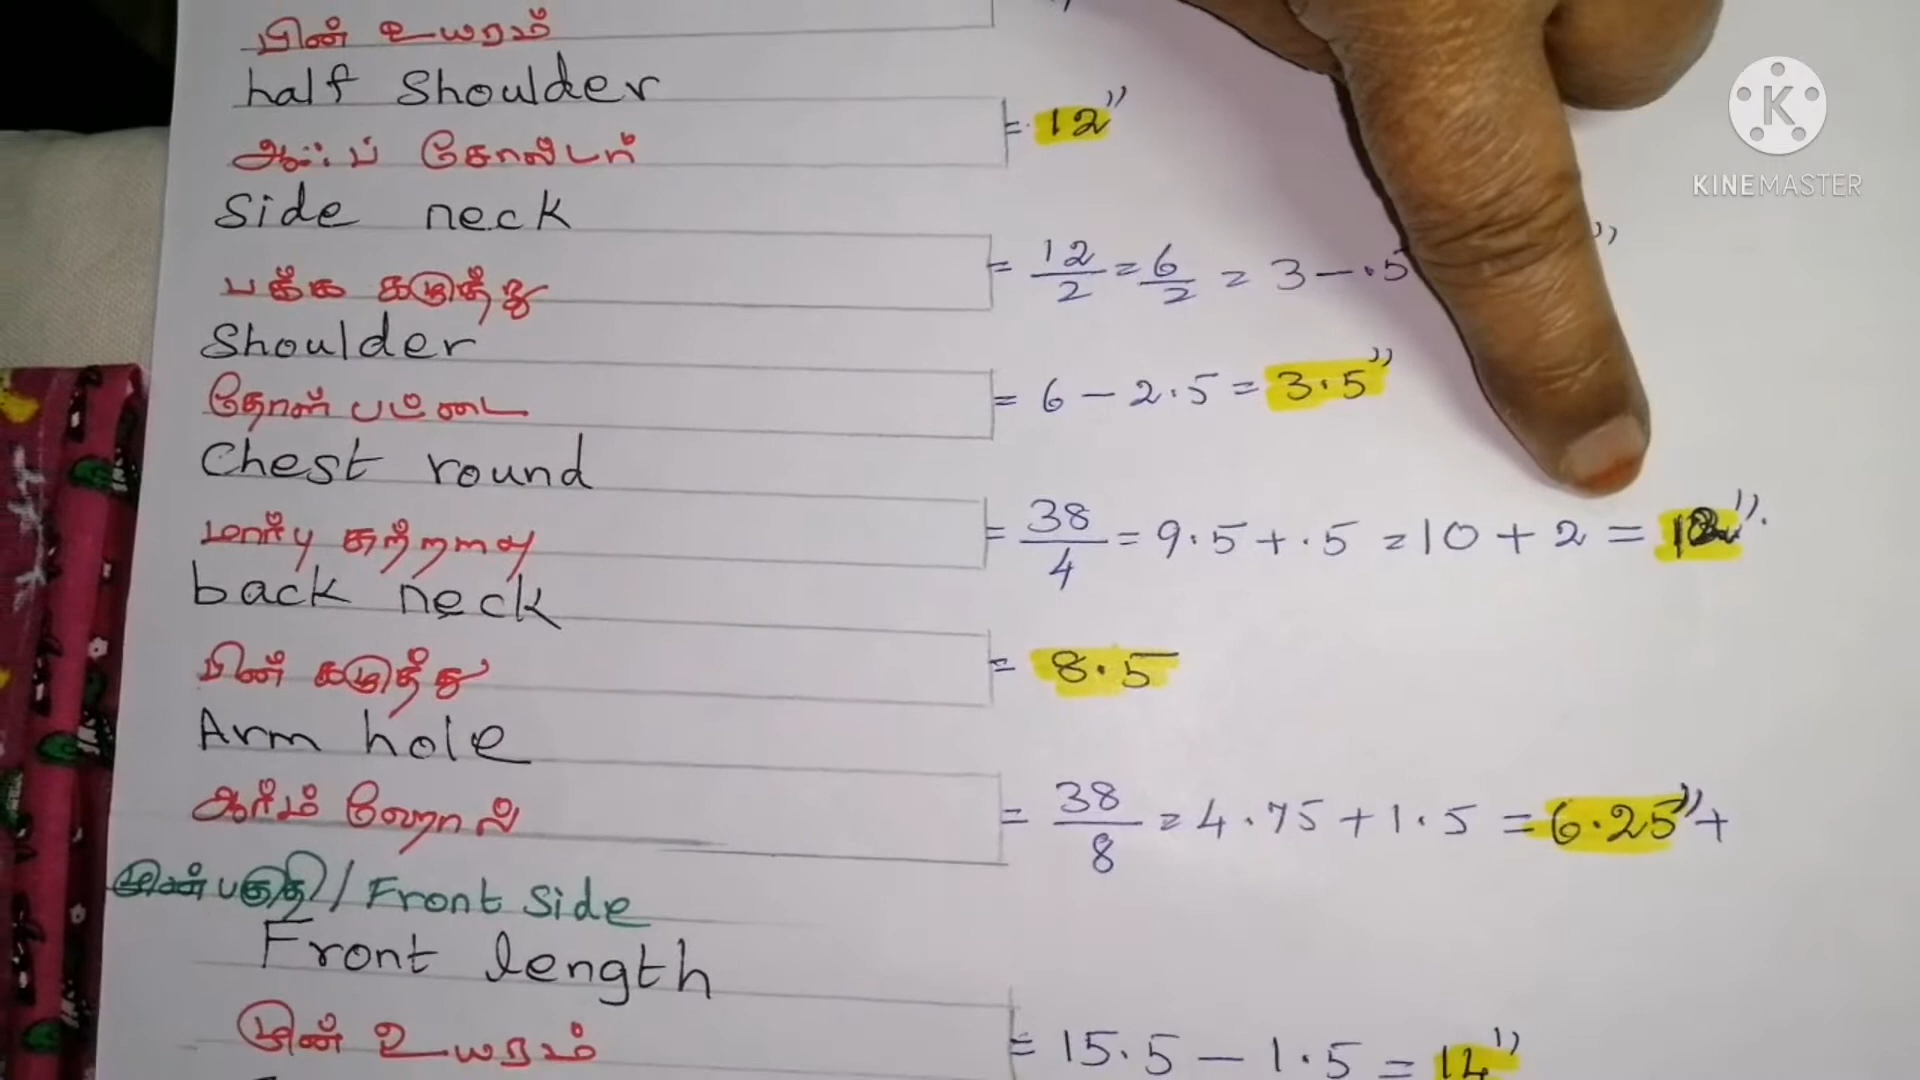 பின் உயரம்
half Shoulder
ஆஃப் சோல்டர் = 12"
Side neck
பக்க கழுத்து = 12/2 = 6/2 = 3 - .5 "
Shoulder
தோள் பட்டை = 6 - 2.5 = 3.5"
Chest round
மார்பு சுற்றளவு = 38/4 = 9.5 + .5 = 10 + 2 = 12".
back neck
பின் கழுத்து = 8.5
Arm hole
ஆர்ம் ஹோல் = 38/8 = 4.75 + 1.5 = 6.25" +
முன் பகுதி / Front Side
Front length
முன் உயரம் = 15.5 - 1.5 = 14"
K
KINEMASTER